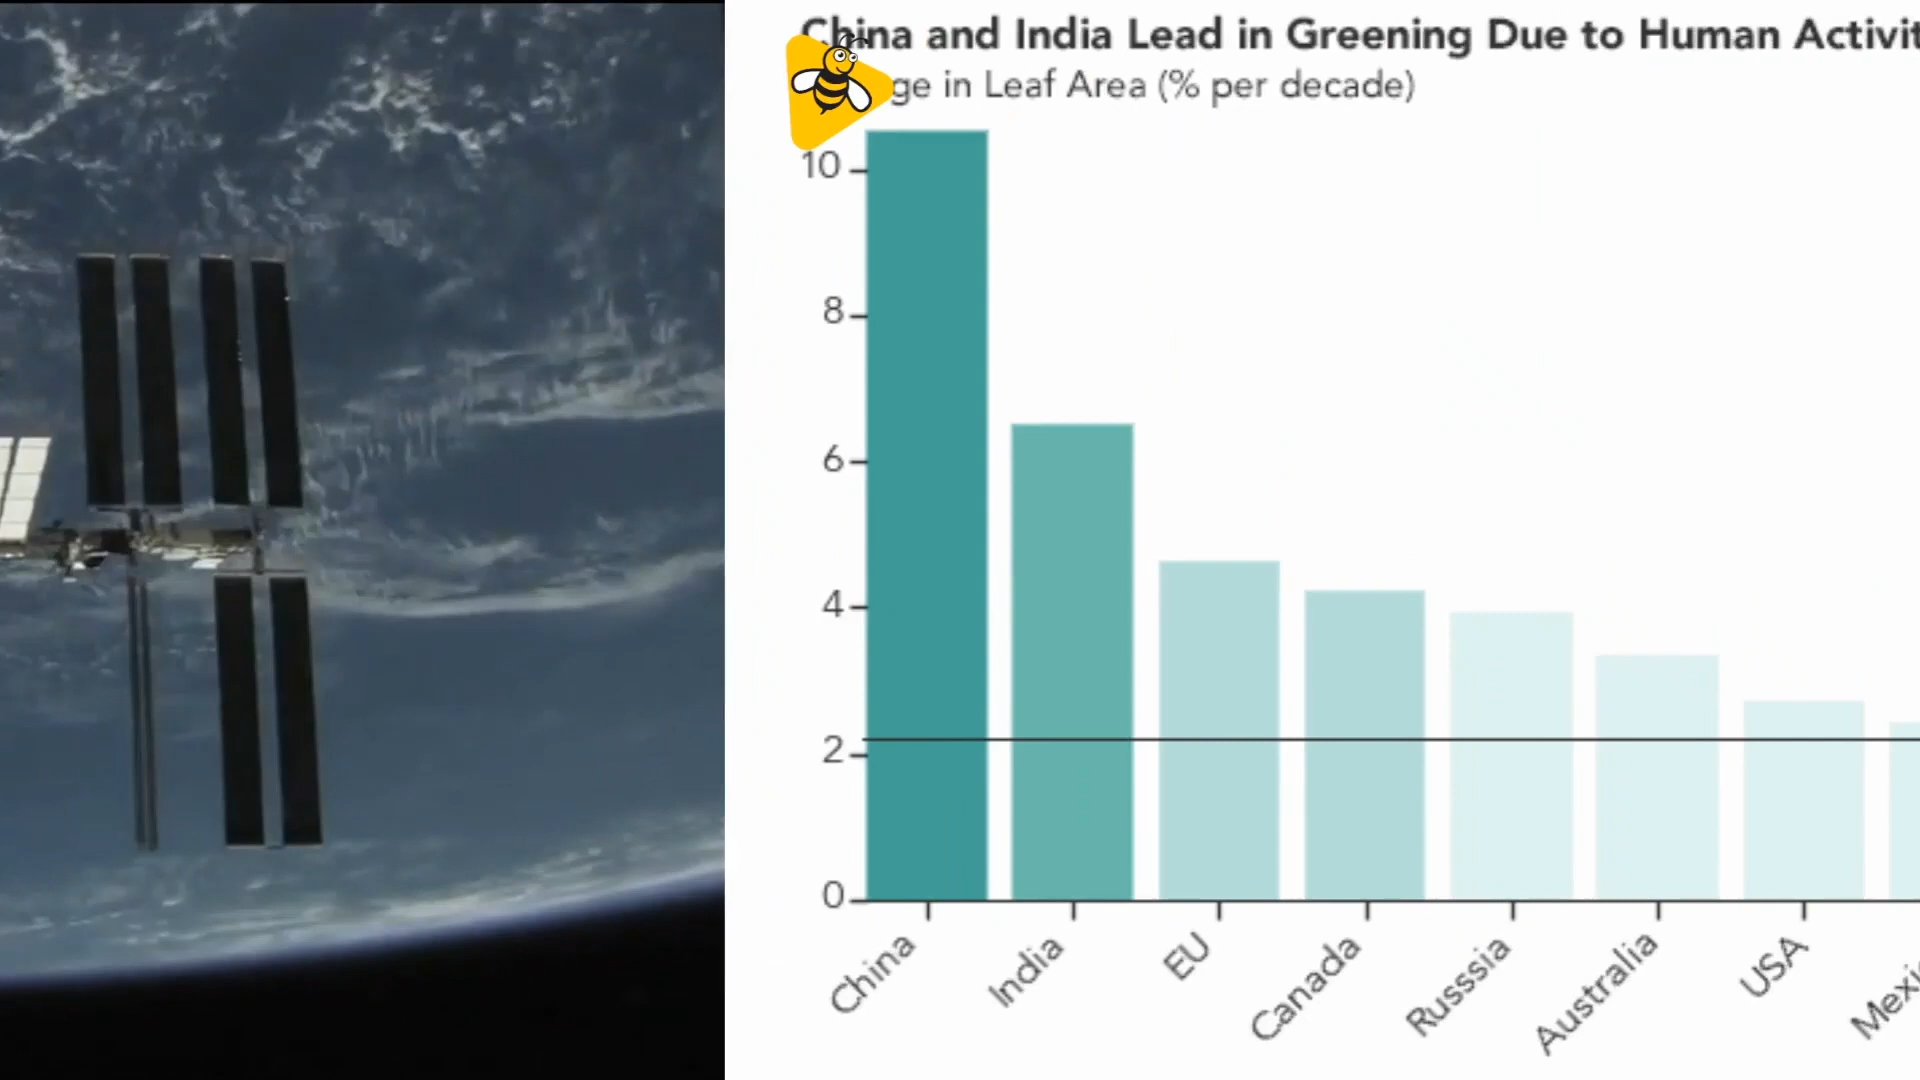 China and India Lead in Greening Due to Human Activit
ge in Leaf Area (% per decade)
10
8
6
4
2
0
China
India
EU
Canada
Russsia
Australia
USA
Mexi